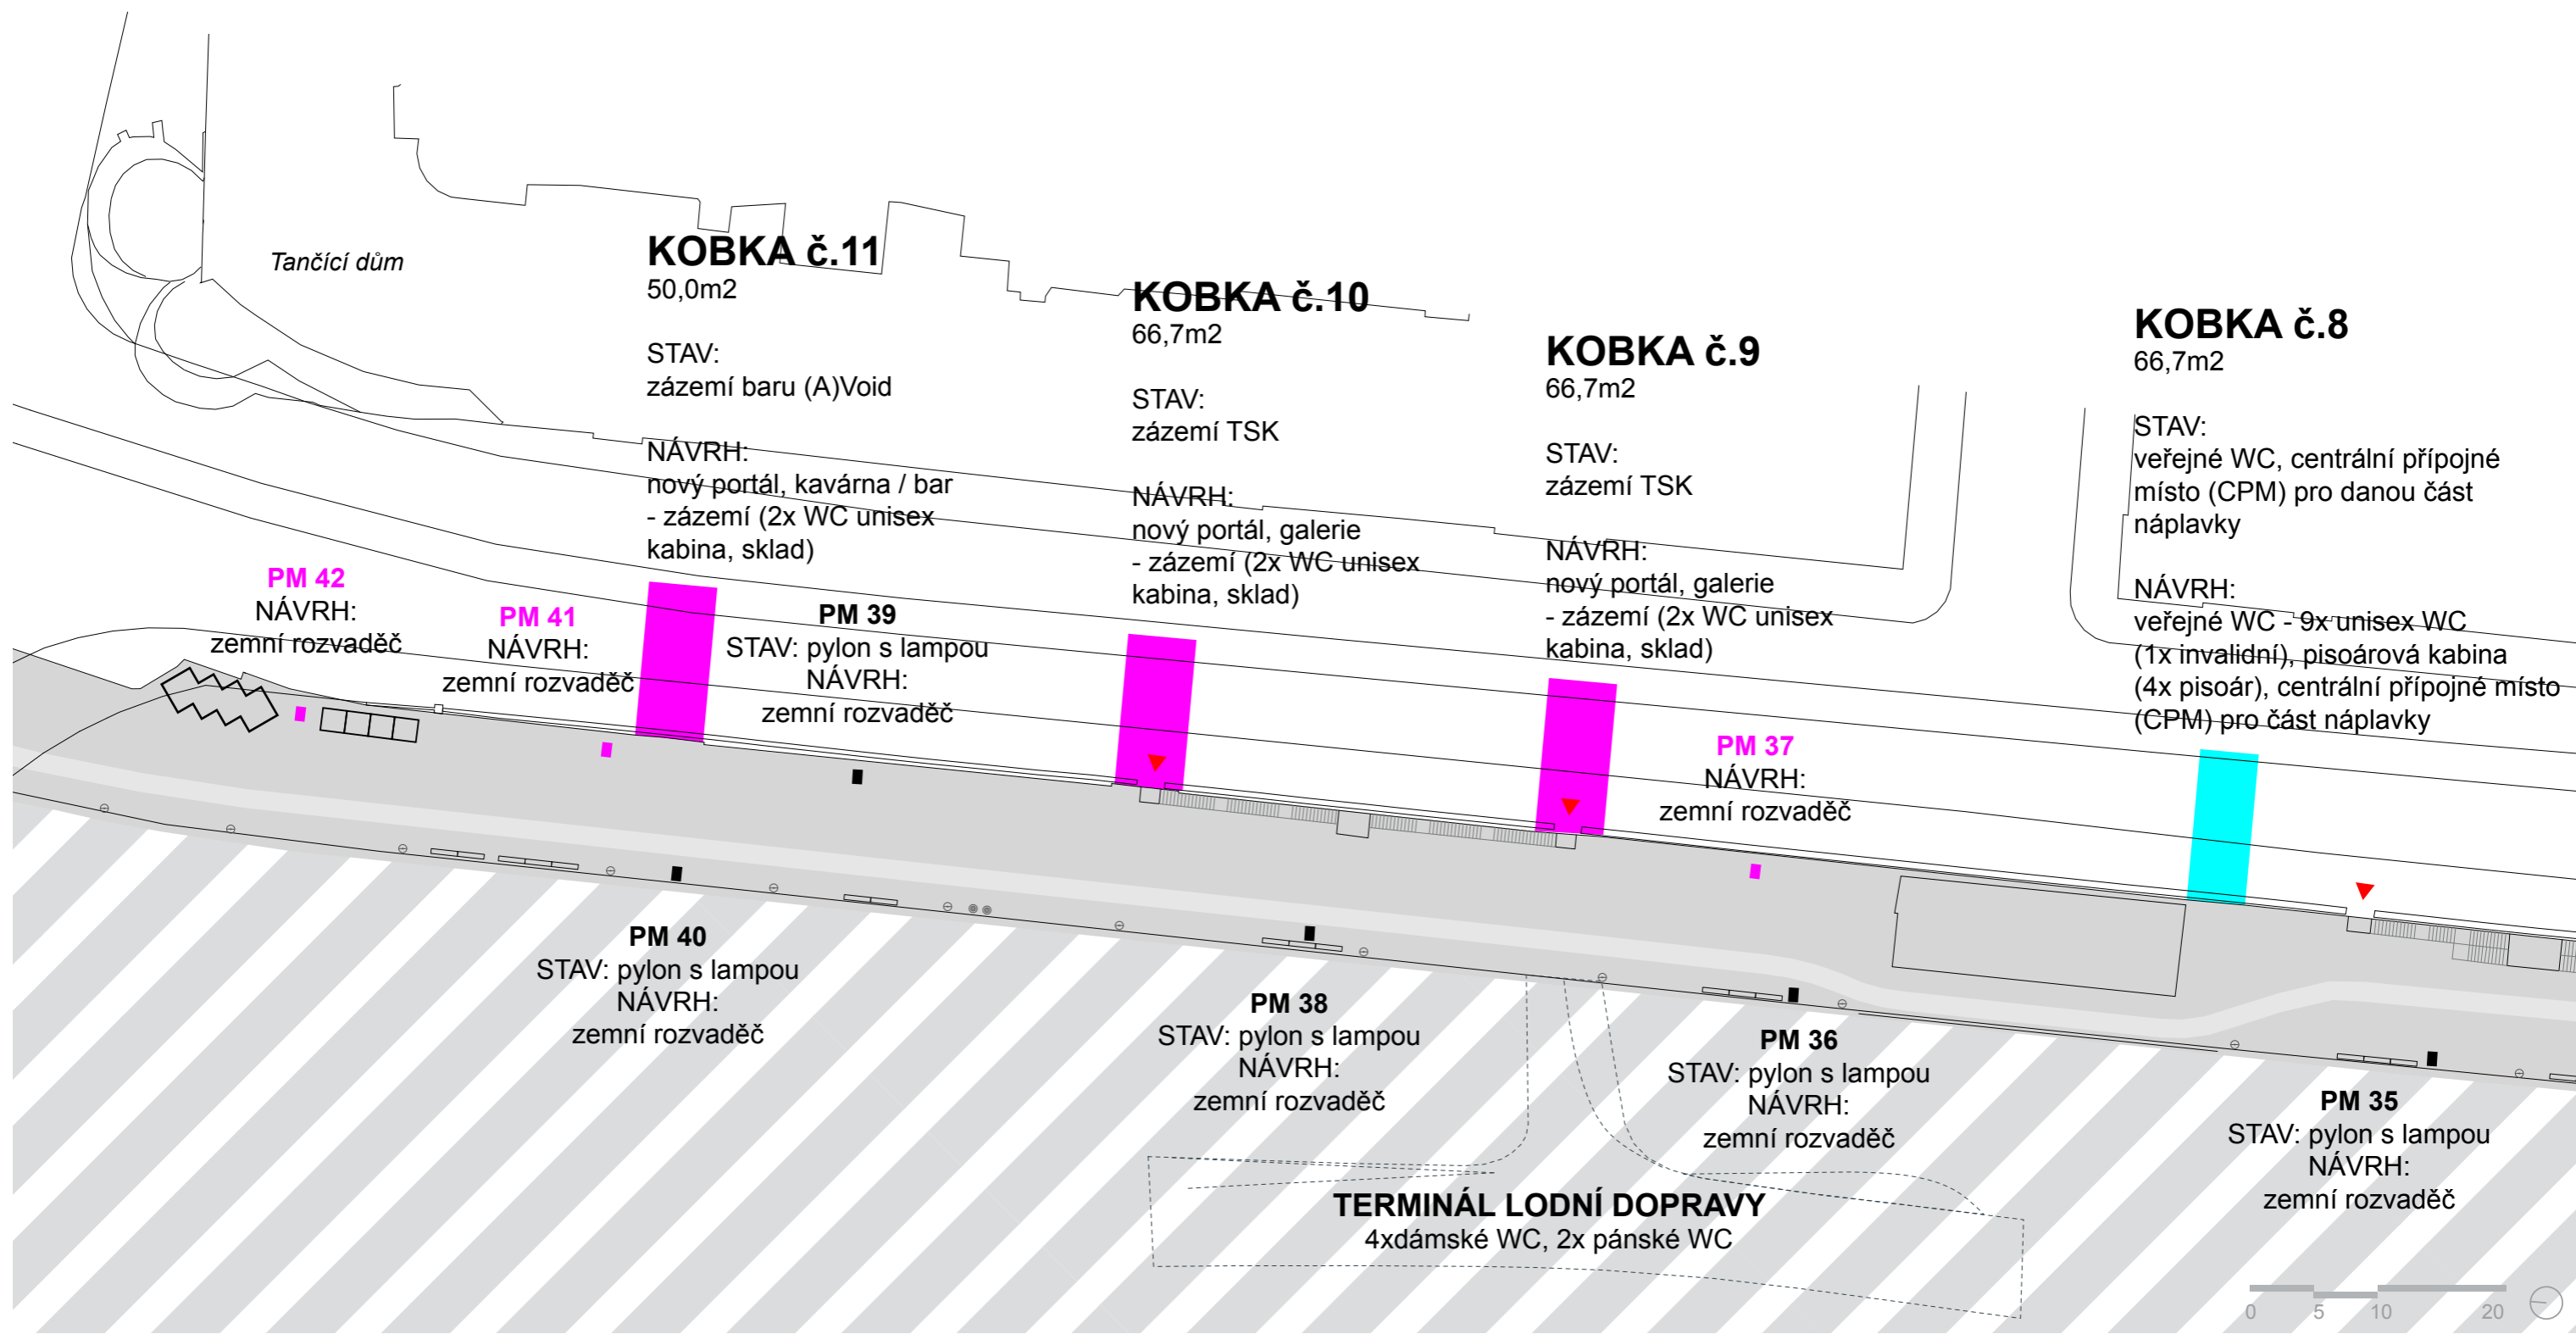 Tančící dům
KOBKA č.11
50,0m2
STAV:
zázemí baru (A)Void
NÁVRH:
nový portál, kavárna / bar
- zázemí (2x WC unisex
kabina, sklad)
KOBKA č.10
66,7m2
STAV:
zázemí TSK
NÁVRH:
nový portál, galerie
- zázemí (2x WC unisex
kabina, sklad)
KOBKA č.9
66,7m2
STAV:
zázemí TSK
NÁVRH:
nový portál, galerie
- zázemí (2x WC unisex
kabina, sklad)
KOBKA č.8
66,7m2
STAV:
veřejné WC, centrální přípojné
místo (CPM) pro danou část
náplavky
NÁVRH:
veřejné WC - 9x unisex WC
(1x invalidní), pisoárová kabina
(4x pisoár), centrální přípojné místo
(CPM) pro část náplavky
PM 42
NÁVRH:
zemní rozvaděč
PM 41
NÁVRH:
zemní rozvaděč
PM 39
STAV: pylon s lampou
NÁVRH:
zemní rozvaděč
PM 37
NÁVRH:
zemní rozvaděč
PM 40
STAV: pylon s lampou
NÁVRH:
zemní rozvaděč
PM 38
STAV: pylon s lampou
NÁVRH:
zemní rozvaděč
PM 36
STAV: pylon s lampou
NÁVRH:
zemní rozvaděč
PM 35
STAV: pylon s lampou
NÁVRH:
zemní rozvaděč
TERMINÁL LODNÍ DOPRAVY
4xdámské WC, 2x pánské WC
0 5 10 20